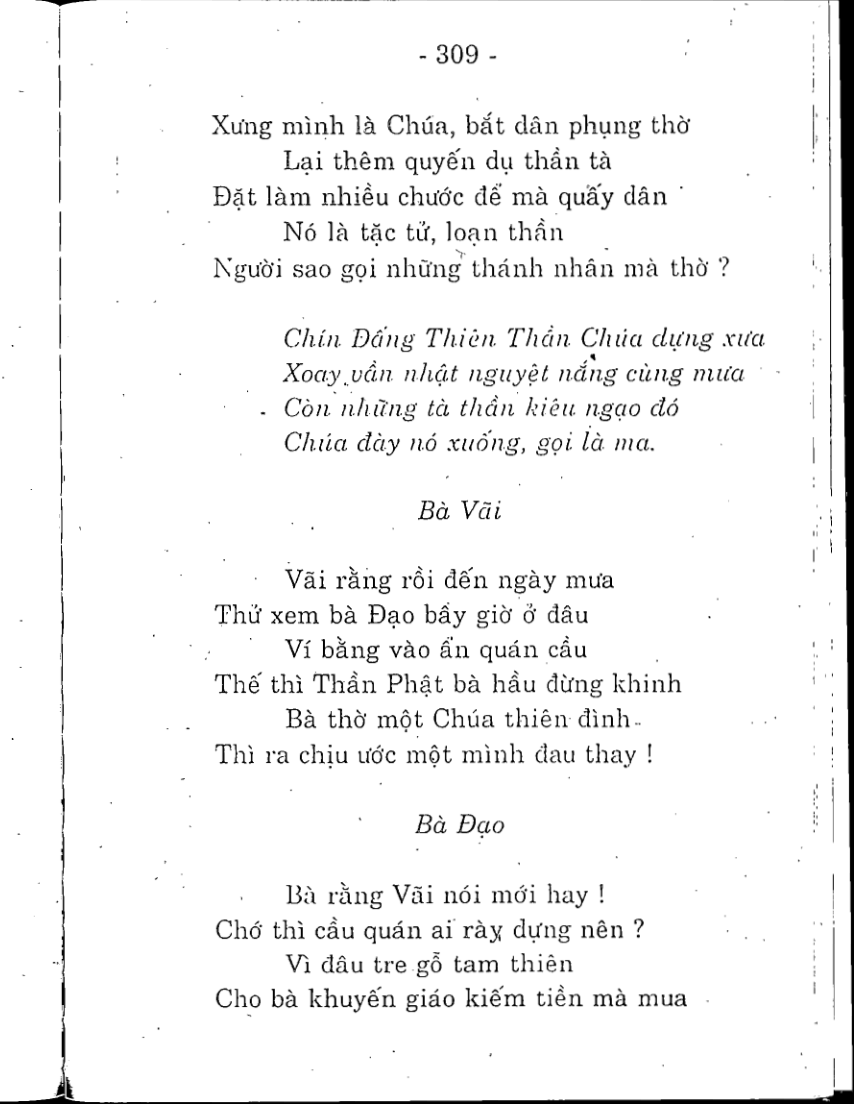 - 309 -
Xưng mình là Chúa, bắt dân phụng thờ
Lại thêm quyến dụ thần tà
Đặt làm nhiều chước để mà quấy dân
Nó là tặc tử, loạn thần
Người sao gọi những thánh nhân mà thờ ?
Chín Đấng Thiên Thần Chúa dựng xưa
Xoay vần nhật nguyệt nắng cùng mưa
Còn những tà thần kiêu ngạo đó
Chúa đày nó xuống, gọi là ma.
Bà Vãi
Vãi rằng rồi đến ngày mưa
Thử xem bà Đạo bấy giờ ở đâu
Ví bằng vào ẩn quán cầu
Thế thì Thần Phật bà hầu đừng khinh
Bà thờ một Chúa thiên đình
Thì ra chịu ước một mình đau thay !
Bà Đạo
Bà rằng Vãi nói mới hay !
Chớ thì cầu quán ai rày dựng nên ?
Vì đâu tre gỗ tam thiên
Cho bà khuyến giáo kiếm tiền mà mua